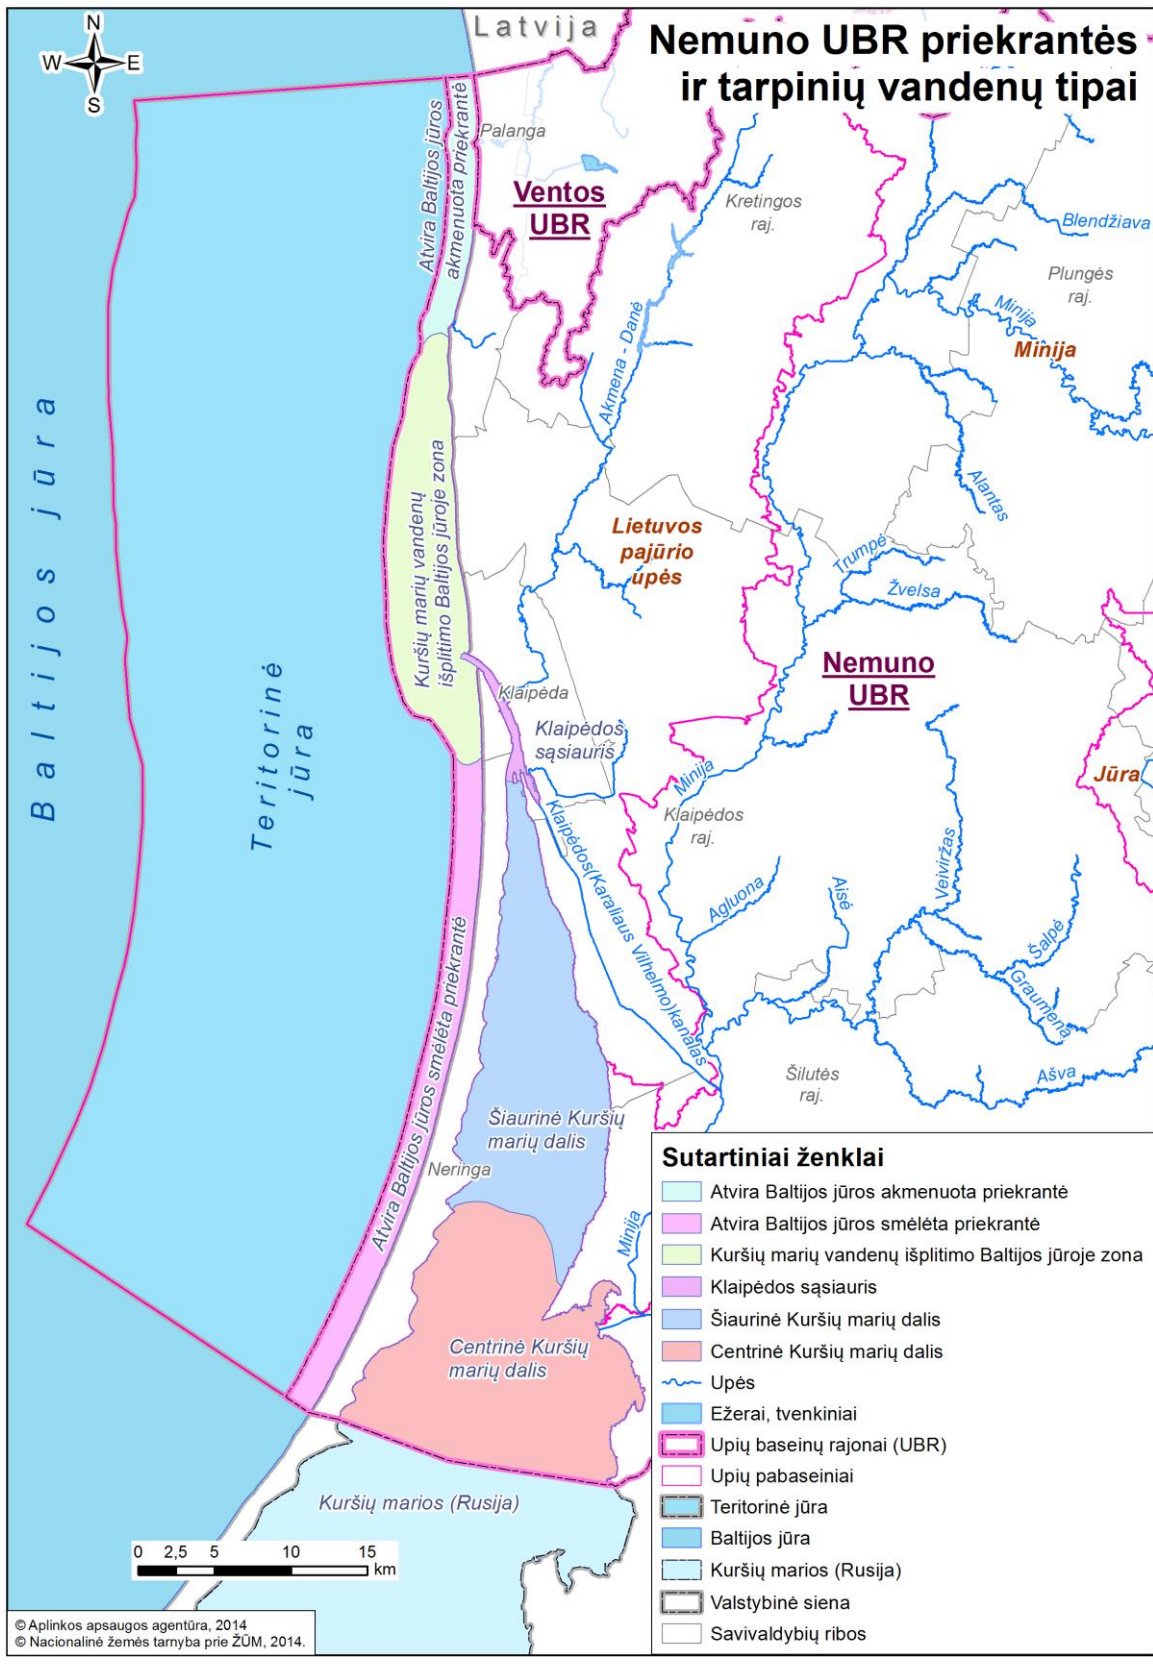 Nemuno UBR priekrantės
ir tarpinių vandenų tipai
N
W
E
S
Latvija
Palanga
Atvira Baltijos jūros
akmenuota priekrantė
Ventos
UBR
Kretingos
raj.
Blendžiava
Plungės
raj.
Minija
Minija
Akmena - Danė
Baltijos jūra
Teritorinė
jūra
Kuršių marių vandenų
išplitimo Baltijos jūroje zona
Alantas
Lietuvos
pajūrio
upės
Trumpė
Žvelsa
Nemuno
UBR
Klaipėda
Klaipėdos
sąsiauris
Jūra
Minija
Klaipėdos
raj.
Klaipėdos(Karaliaus Vilhelmo)kanalas
Agluona
Aisė
Veiviržas
Šalpė
Graumena
Ašva
Šilutės
raj.
Atvira Baltijos jūros smėlėta priekrantė
Šiaurinė Kuršių
marių dalis
Neringa
Minija
Centrinė Kuršių
marių dalis
Kuršių marios (Rusija)
Sutartiniai ženklai
Atvira Baltijos jūros akmenuota priekrantė
Atvira Baltijos jūros smėlėta priekrantė
Kuršių marių vandenų išplitimo Baltijos jūroje zona
Klaipėdos sąsiauris
Šiaurinė Kuršių marių dalis
Centrinė Kuršių marių dalis
Upės
Ežerai, tvenkiniai
Upių baseinų rajonai (UBR)
Upių pabaseiniai
Teritorinė jūra
Baltijos jūra
Kuršių marios (Rusija)
Valstybinė siena
Savivaldybių ribos
0 2,5 5 10 15
km
© Aplinkos apsaugos agentūra, 2014
© Nacionalinė žemės tarnyba prie ŽŪM, 2014.